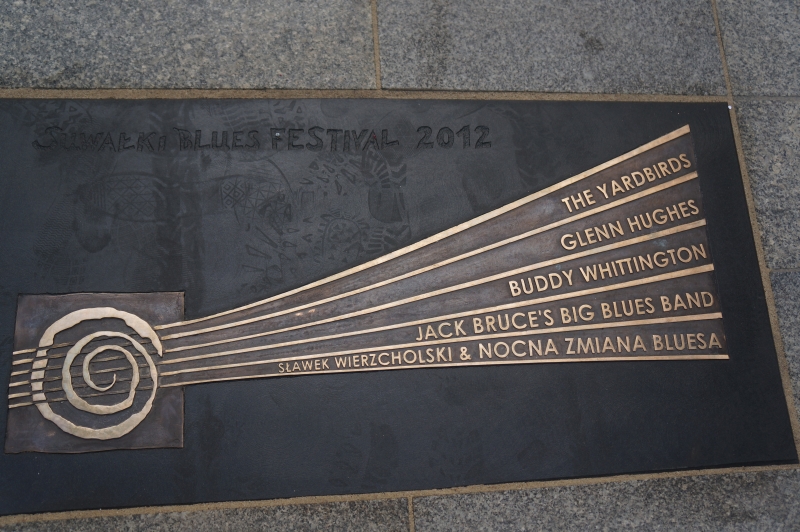 SUWAŁKI BLUES FESTIVAL 2012
THE YARDBIRDS
GLENN HUGHES
BUDDY WHITTINGTON
JACK BRUCE'S BIG BLUES BAND
SŁAWEK WIERZCHOLSKI & NOCNA ZMIANA BLUESA